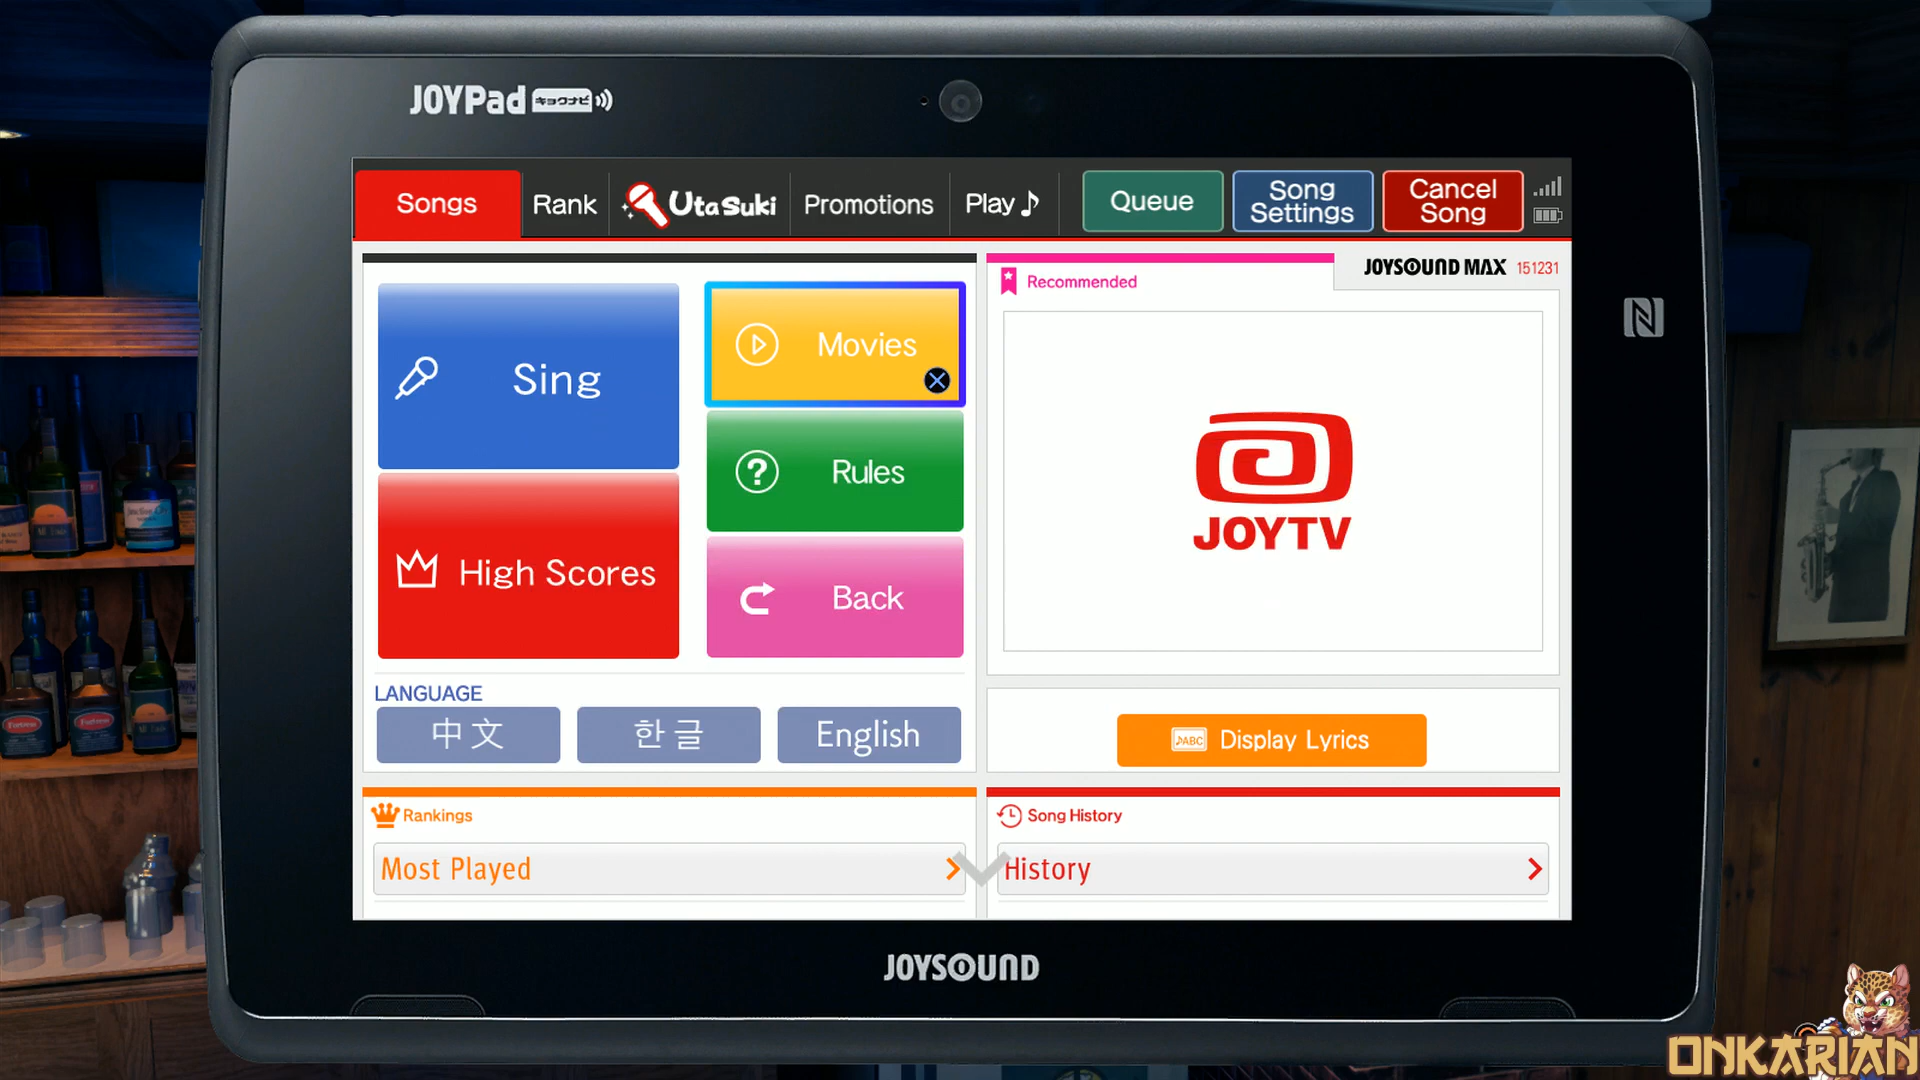 JOYPad キョクナビ
Songs
Rank
UtaSuki
Promotions
Play♪
Queue
Song
Settings
Cancel
Song
Sing
Movies
Rules
High Scores
Back
LANGUAGE
中文
한글
English
Recommended
JOYSOUND MAX 151231
JOYTV
♪ABC Display Lyrics
Rankings
Most Played
Song History
History
JOYSOUND
ONKARIAN